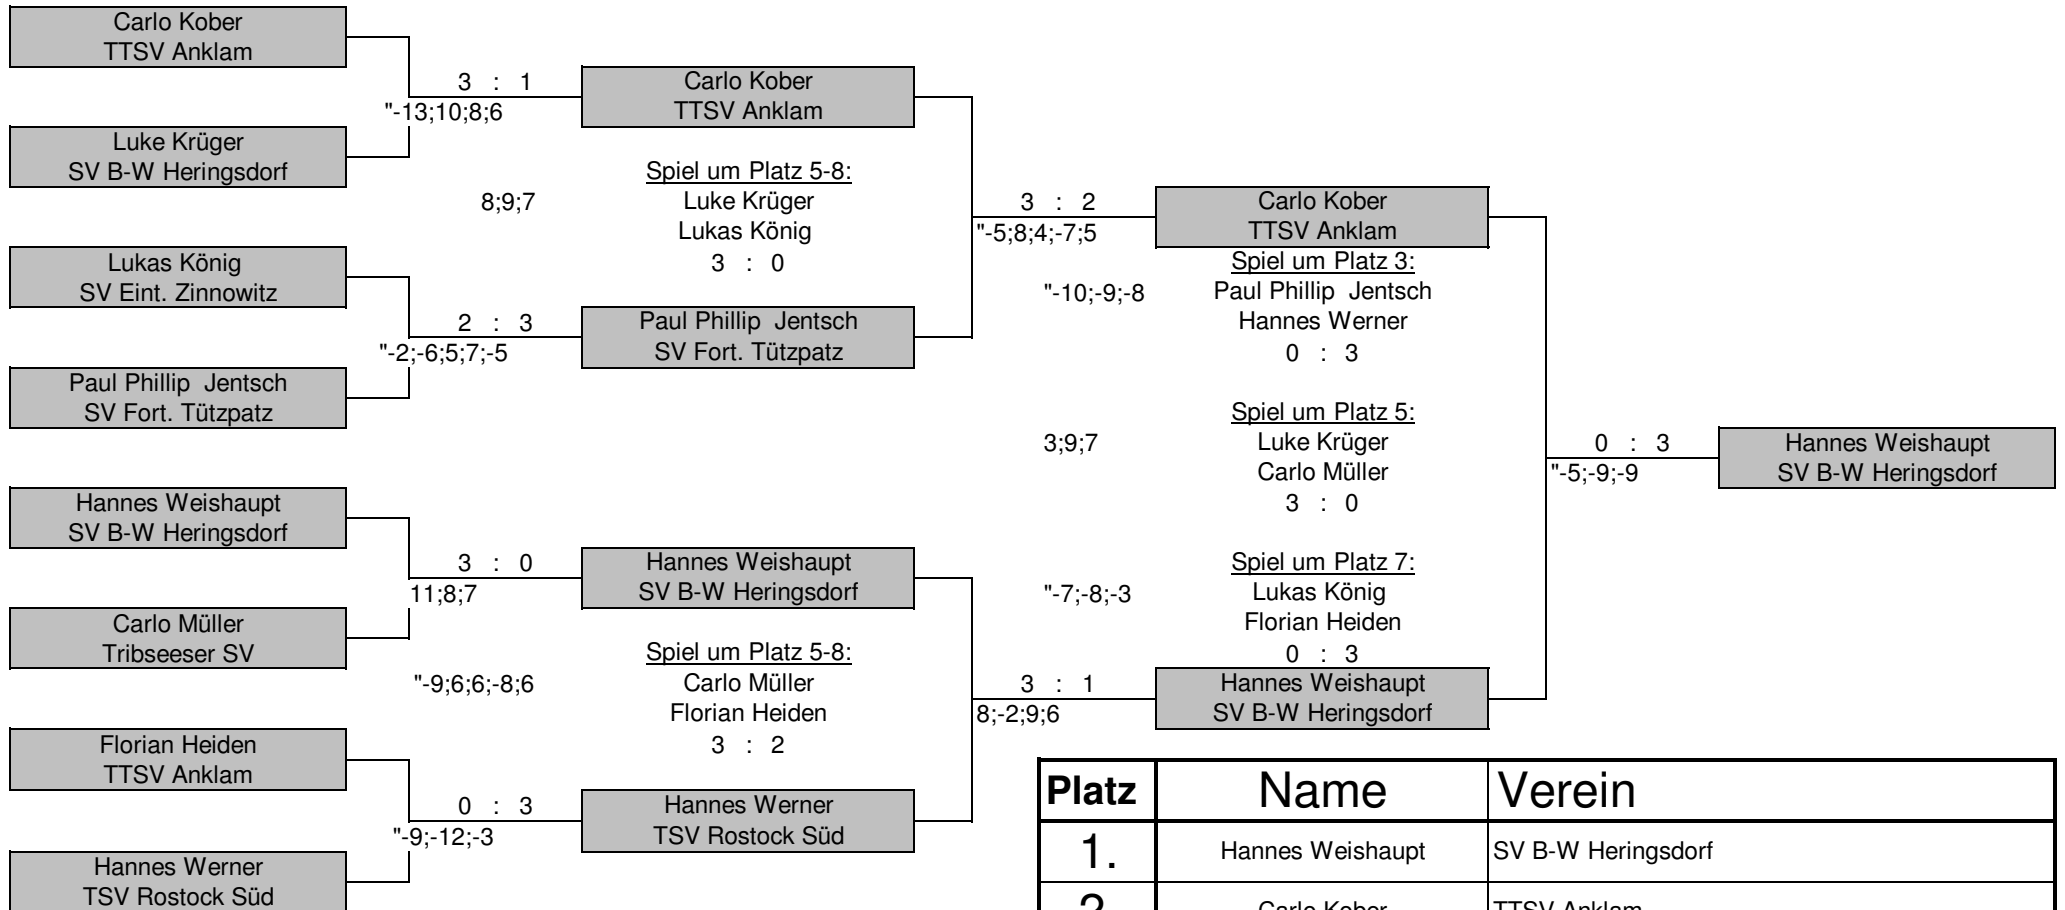 Carlo Kober
TTSV Anklam
3 : 1
"-13;10;8;6
Luke Krüger
SV B-W Heringsdorf
Lukas König
SV Eint. Zinnowitz
2 : 3
"-2;-6;5;7;-5
Paul Phillip Jentsch
SV Fort. Tützpatz
Hannes Weishaupt
SV B-W Heringsdorf
3 : 0
11;8;7
Carlo Müller
Tribseeser SV
Florian Heiden
TTSV Anklam
0 : 3
"-9;-12;-3
Hannes Werner
TSV Rostock Süd
Carlo Kober
TTSV Anklam
Spiel um Platz 5-8:
8;9;7
Luke Krüger
Lukas König
3 : 0
Paul Phillip Jentsch
SV Fort. Tützpatz
3 : 2
"-5;8;4;-7;5
Hannes Weishaupt
SV B-W Heringsdorf
Spiel um Platz 5-8:
"-9;6;6;-8;6
Carlo Müller
Florian Heiden
3 : 2
Hannes Werner
TSV Rostock Süd
3 : 1
8;-2;9;6
Carlo Kober
TTSV Anklam
Spiel um Platz 3:
"-10;-9;-8
Paul Phillip Jentsch
Hannes Werner
0 : 3
Spiel um Platz 5:
3;9;7
Luke Krüger
Carlo Müller
3 : 0
Spiel um Platz 7:
"-7;-8;-3
Lukas König
Florian Heiden
0 : 3
Hannes Weishaupt
SV B-W Heringsdorf
0 : 3
"-5;-9;-9
Hannes Weishaupt
SV B-W Heringsdorf
Platz Name Verein
1. Hannes Weishaupt SV B-W Heringsdorf
2. Carlo Kober TTSV Anklam